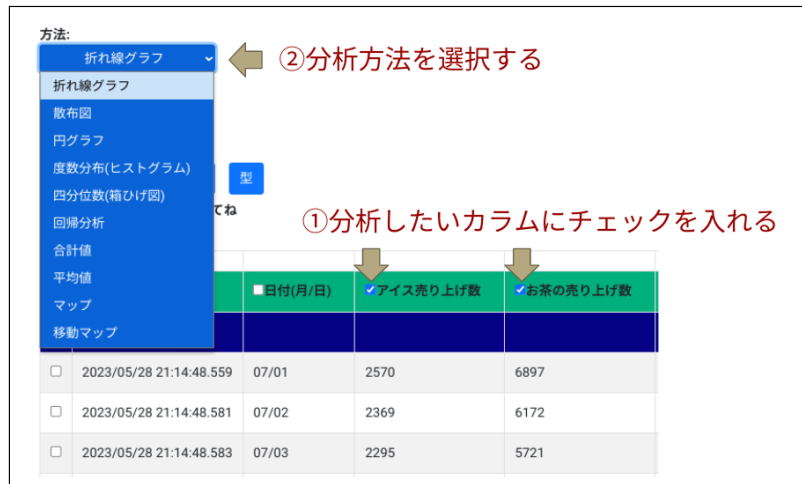 方法:
折れ線グラフ
②分析方法を選択する
折れ線グラフ
散布図
円グラフ
度数分布(ヒストグラム)
四分位数(箱ひげ図)
回帰分析
合計値
平均値
マップ
移動マップ
型
てね
①分析したいカラムにチェックを入れる
日付(月/日) アイス売り上げ数 お茶の売り上げ数
2023/05/28 21:14:48.559 07/01 2570 6897
2023/05/28 21:14:48.581 07/02 2369 6172
2023/05/28 21:14:48.583 07/03 2295 5721